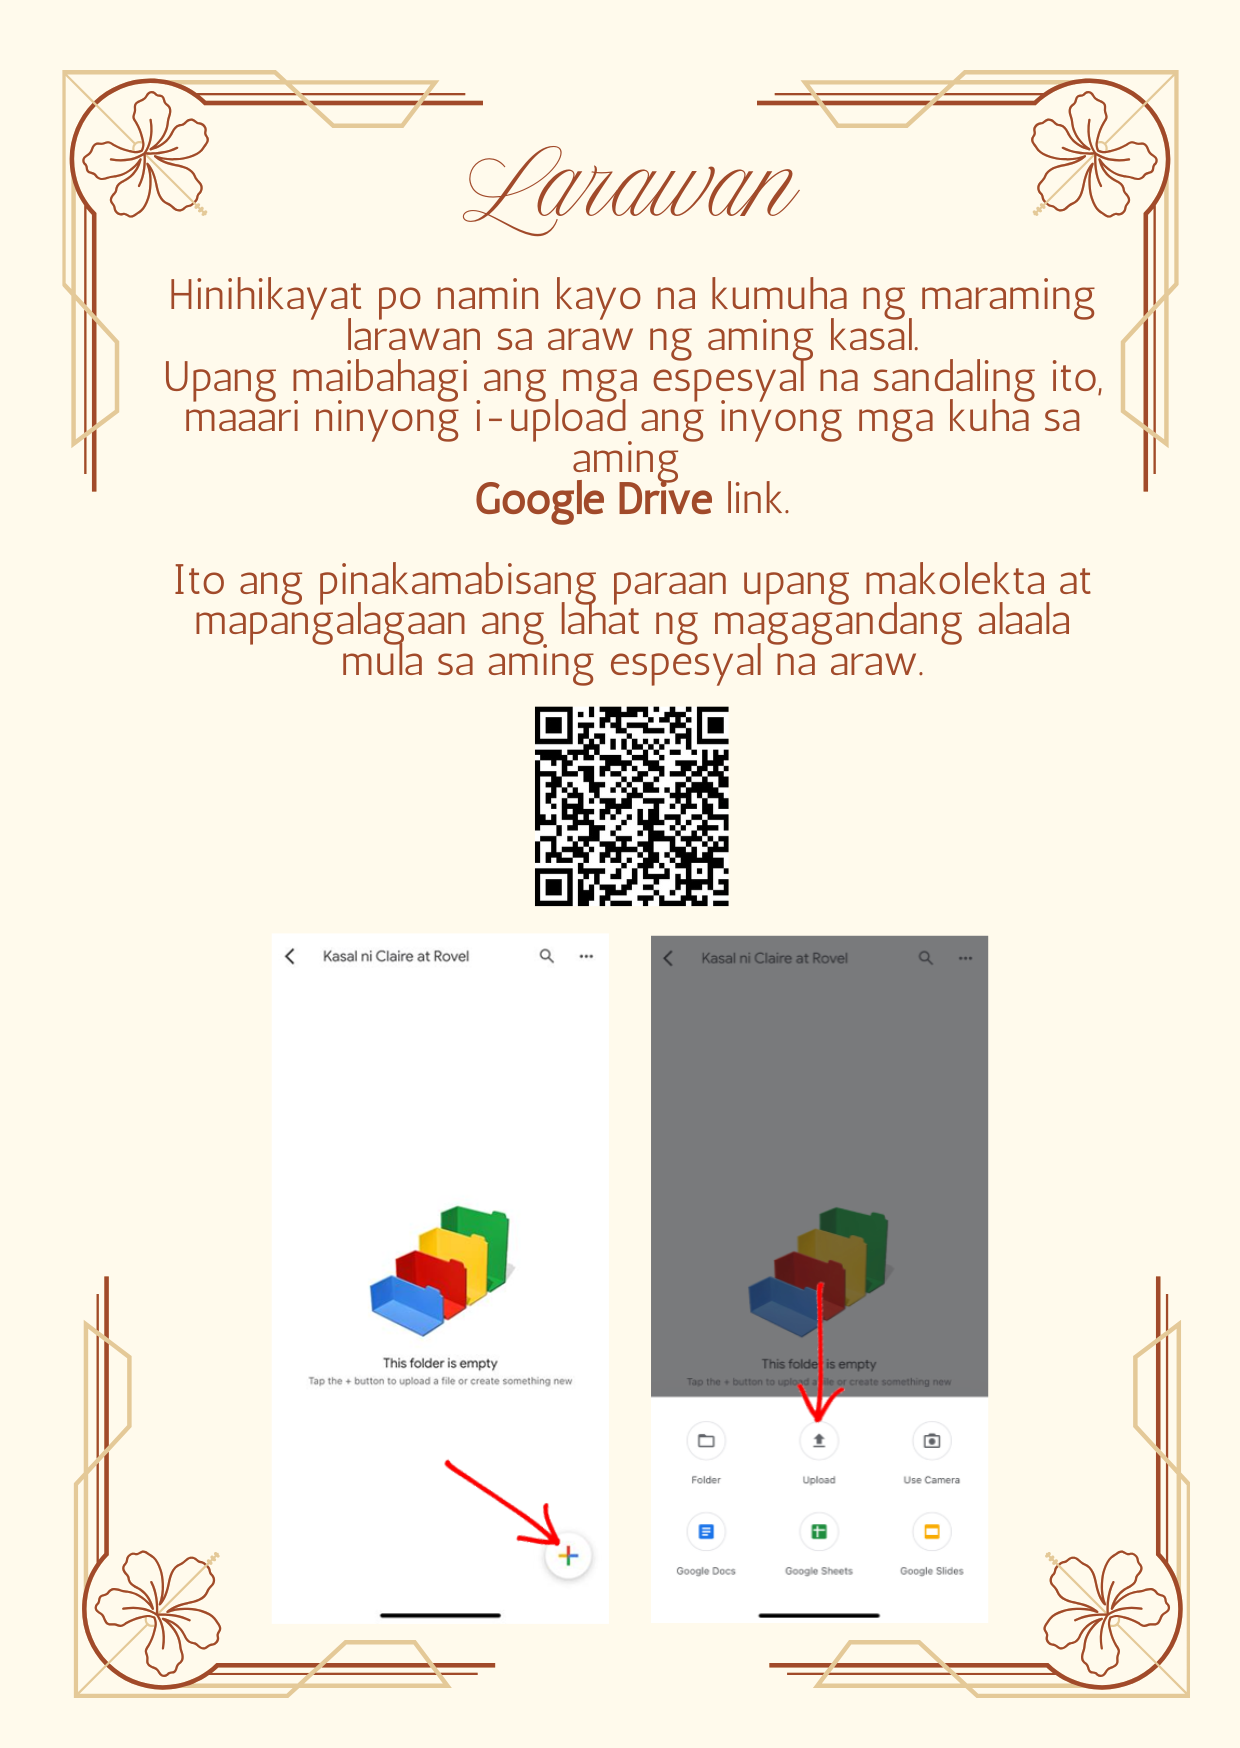 Larawan
Hinihikayat po namin kayo na kumuha ng maraming
larawan sa araw ng aming kasal.
Upang maibahagi ang mga espesyal na sandaling ito,
maaari ninyong i-upload ang inyong mga kuha sa
aming
Google Drive link.
Ito ang pinakamabisang paraan upang makolekta at
mapangalagaan ang lahat ng magagandang alaala
mula sa aming espesyal na araw.
Kasal ni Claire at Rovel
This folder is empty
Tap the + button to upload a file or create something new
Kasal ni Claire at Rovel
This folder is empty
Tap the + button to upload a file or create something new
Folder
Upload
Use Camera
Google Docs
Google Sheets
Google Slides